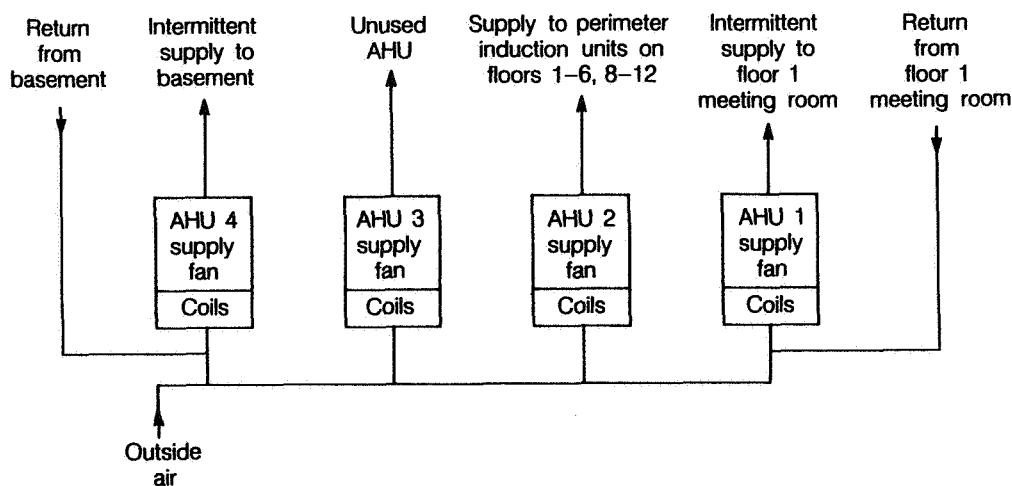 Return
from
basement
Intermittent
supply to
basement
Unused
AHU
Supply to perimeter
induction units on
floors 1–6, 8–12
Intermittent
supply to
floor 1
meeting room
Return
from
floor 1
meeting room
AHU 4
supply
fan
Coils
AHU 3
supply
fan
Coils
AHU 2
supply
fan
Coils
AHU 1
supply
fan
Coils
Outside
air